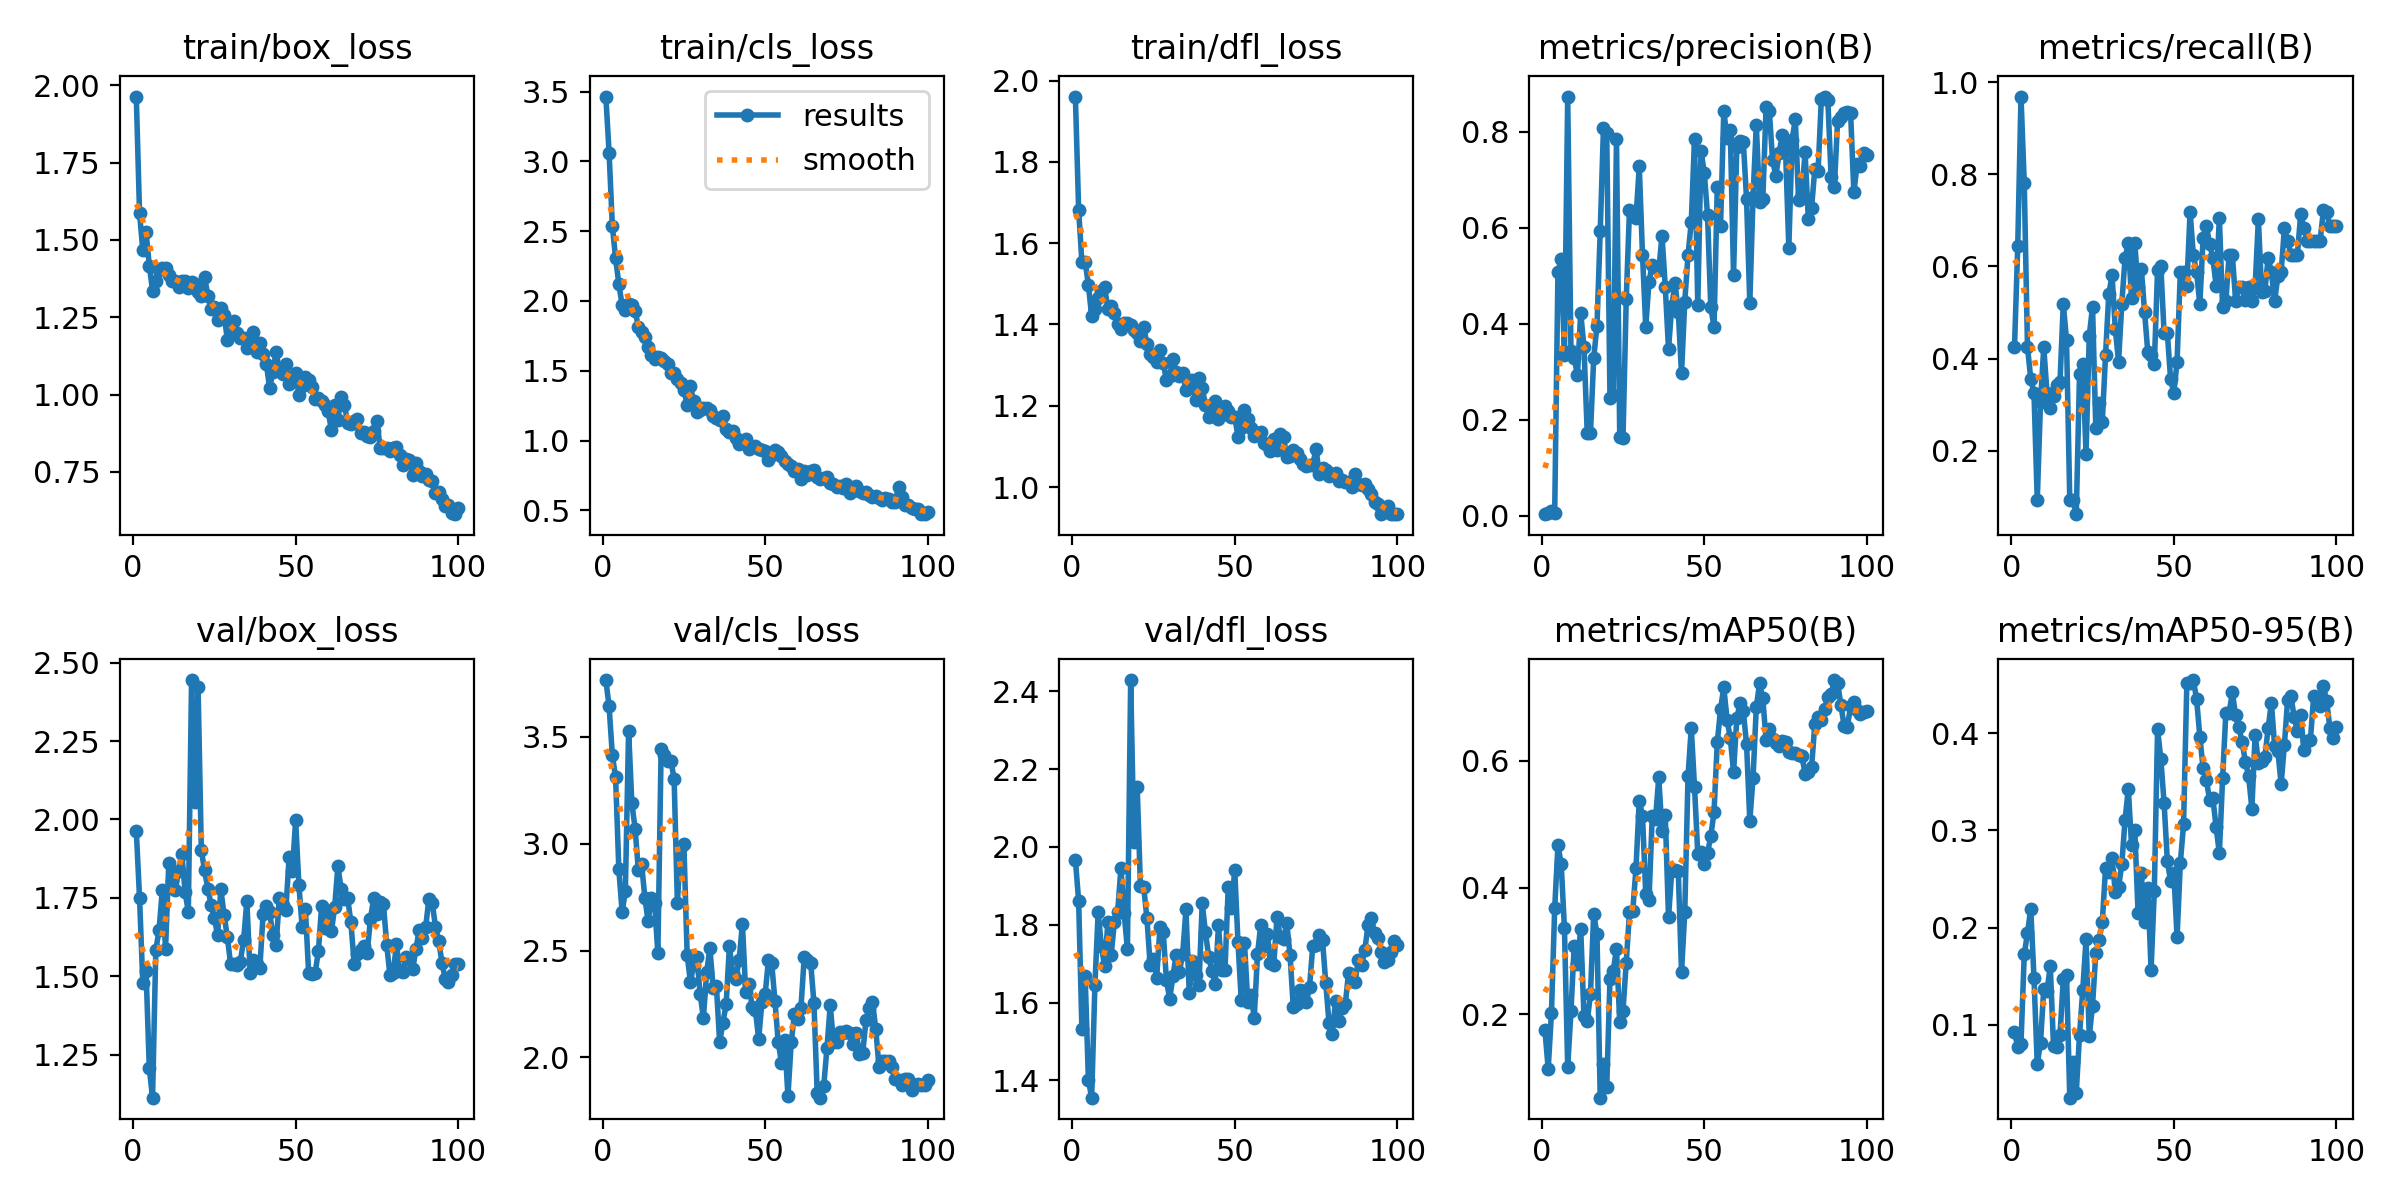 train/box_loss
2.00
1.75
1.50
1.25
1.00
0.75
0 50 100
train/cls_loss
results
smooth
3.5
3.0
2.5
2.0
1.5
1.0
0.5
0 50 100
train/dfl_loss
2.0
1.8
1.6
1.4
1.2
1.0
0 50 100
metrics/precision(B)
0.8
0.6
0.4
0.2
0.0
0 50 100
metrics/recall(B)
1.0
0.8
0.6
0.4
0.2
0 50 100
val/box_loss
2.50
2.25
2.00
1.75
1.50
1.25
0 50 100
val/cls_loss
3.5
3.0
2.5
2.0
0 50 100
val/dfl_loss
2.4
2.2
2.0
1.8
1.6
1.4
0 50 100
metrics/mAP50(B)
0.6
0.4
0.2
0 50 100
metrics/mAP50-95(B)
0.4
0.3
0.2
0.1
0 50 100